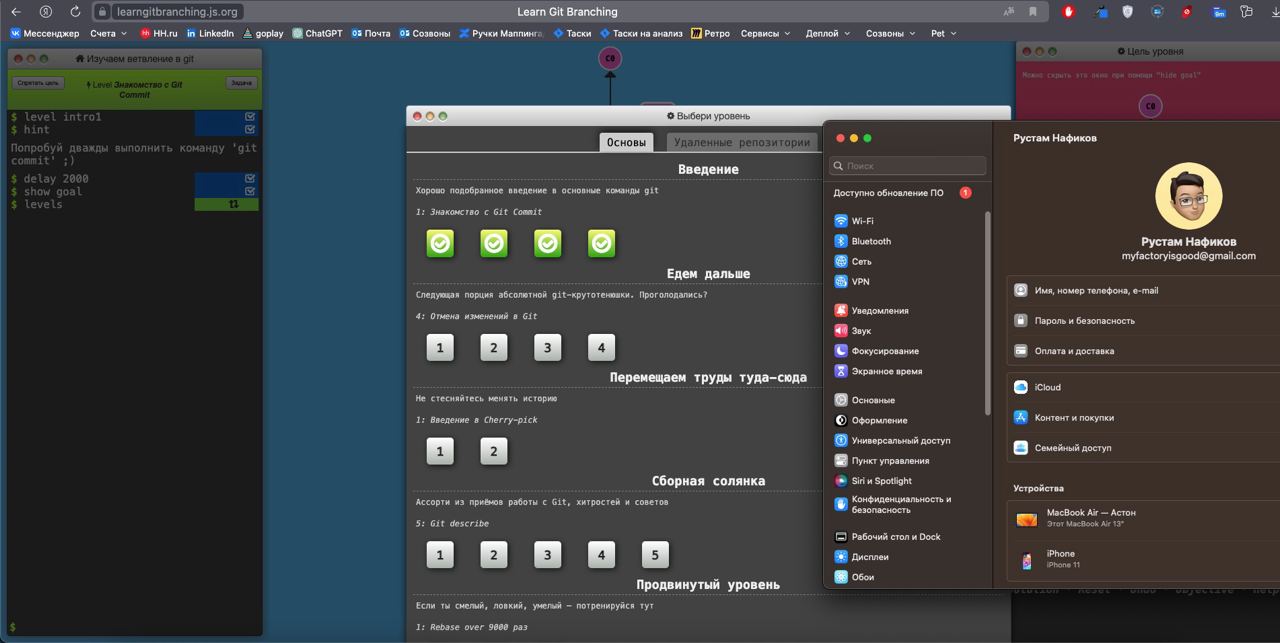 learngitbranching.js.org
Learn Git Branching
Мессенджер
Счета
hh HH.ru
in LinkedIn
goplay
ChatGPT
Почта
Созвоны
Ручки Маппинга
Таски
Таски на анализ
Ретро
Сервисы
Деплой
Созвоны
Pet
Изучаем ветвление в git
Спрятать цель
Level Знакомство с Git Commit
Задача
$ level intro1
$ hint
Попробуй дважды выполнить команду 'git
commit' ;)
$ delay 2000
$ show goal
$ levels
$
C0
Выбери уровень
Основы
Удаленные репозитории
Введение
Хорошо подобранное введение в основные команды git
1: Знакомство с Git Commit
Едем дальше
Следующая порция абсолютной git-крутотенюшки. Проголодались?
4: Отмена изменений в Git
1 2 3 4
Перемещаем труды туда-сюда
Не стесняйтесь менять историю
1: Введение в Cherry-pick
1 2
Сборная солянка
Ассорти из приёмов работы с Git, хитростей и советов
5: Git describe
1 2 3 4 5
Продвинутый уровень
Если ты смелый, ловкий, умелый — потренируйся тут
1: Rebase over 9000 раз
Цель уровня
Можно скрыть это окно при помощи "hide goal"
C0
Поиск
Доступно обновление ПО 1
Wi-Fi
Bluetooth
Сеть
VPN
Уведомления
Звук
Фокусирование
Экранное время
Основные
Оформление
Универсальный доступ
Пункт управления
Siri и Spotlight
Конфиденциальность и
безопасность
Рабочий стол и Dock
Дисплеи
Обои
Рустам Нафиков
Рустам Нафиков
myfactoryisgood@gmail.com
Имя, номер телефона, e-mail
Пароль и безопасность
Оплата и доставка
iCloud
Контент и покупки
Семейный доступ
Устройства
MacBook Air — Астон
Этот MacBook Air 13"
iPhone
iPhone 11